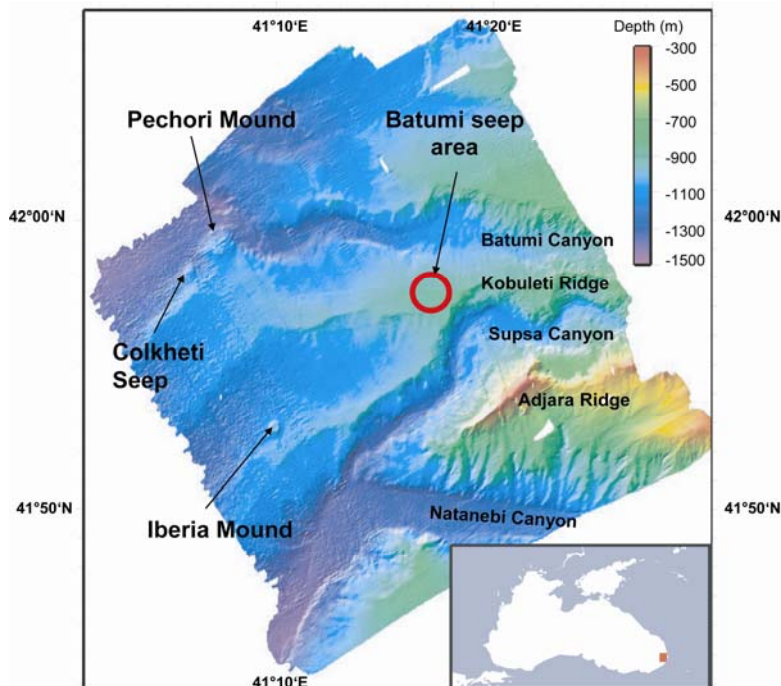 41°10'E
41°20'E
Depth (m)
-300
-500
-700
-900
-1100
-1300
-1500
Pechori Mound
Batumi seep
area
42°00'N
42°00'N
Batumi Canyon
Kobuleti Ridge
Supsa Canyon
Colkheti
Seep
Adjara Ridge
41°50'N
41°50'N
Iberia Mound
Natanebi Canyon
41°10'E